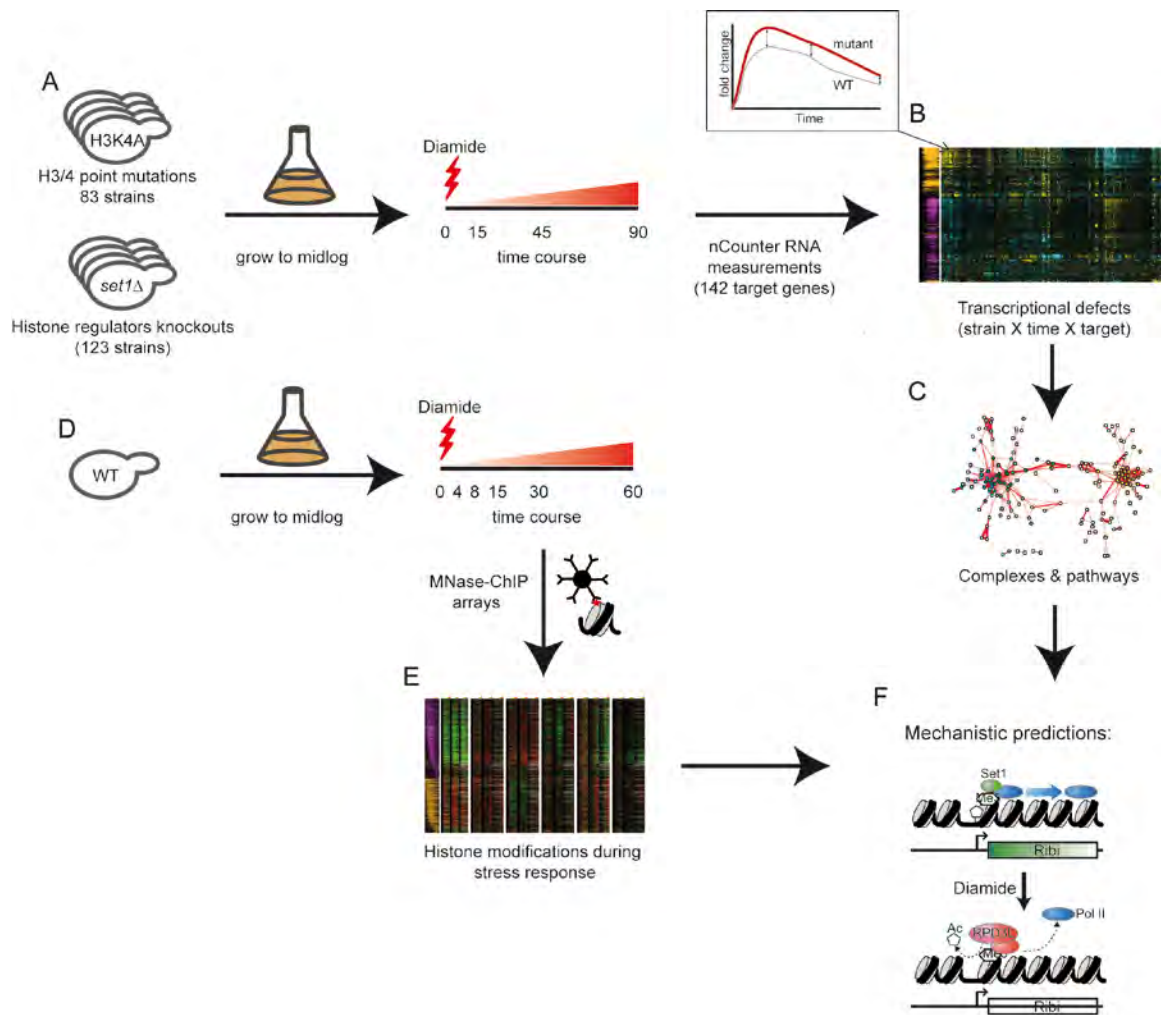 A
H3K4A
H3/4 point mutations
83 strains
set1Δ
Histone regulators knockouts
(123 strains)
grow to midlog
Diamide
0 15 45 90
time course
nCounter RNA
measurements
(142 target genes)
fold change
mutant
WT
Time
B
Transcriptional defects
(strain X time X target)
C
Complexes & pathways
D
WT
grow to midlog
Diamide
0 4 8 15 30 60
time course
MNase-ChIP
arrays
E
Histone modifications during
stress response
F
Mechanistic predictions:
Set1
Me
Ribi
Diamide
Pol II
Ac
RPD3L
Me
Ribi